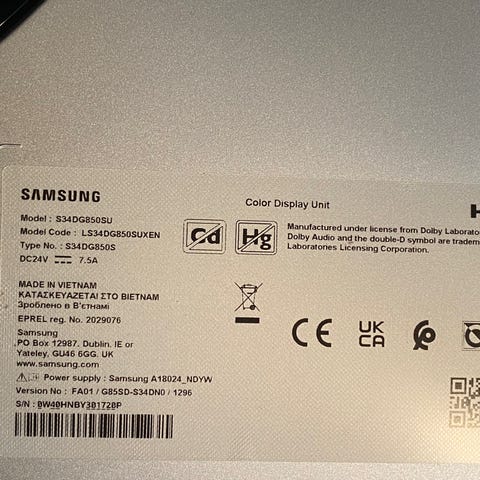 SAMSUNG
Color Display Unit
Model : S34DG850SU
Model Code : LS34DG850SUXEN
Type No. : S34DG850S
DC24V 7.5A
Cd
Hg
Manufactured under license from Dolby
Dolby Audio and the double-D symbol are
Laboratories Licensing Corporation.
MADE IN VIETNAM
ΚΑΤΑΣΚΕΥΑΖΕΤΑΙ ΣΤΟ ΒΙΕΤΝΑΜ
Зроблено в В'єтнамі
EPREL reg. No. 2029076
Samsung
PO Box 12987. Dublin. IE or
Yateley, GU46 6GG. UK
www.samsung.com
CE
UK
CA
Power supply : Samsung A18024_NDYW
Version No : FA01 / G85SD-S34DN0 / 1296
S/N : 0W40HNBY301720P